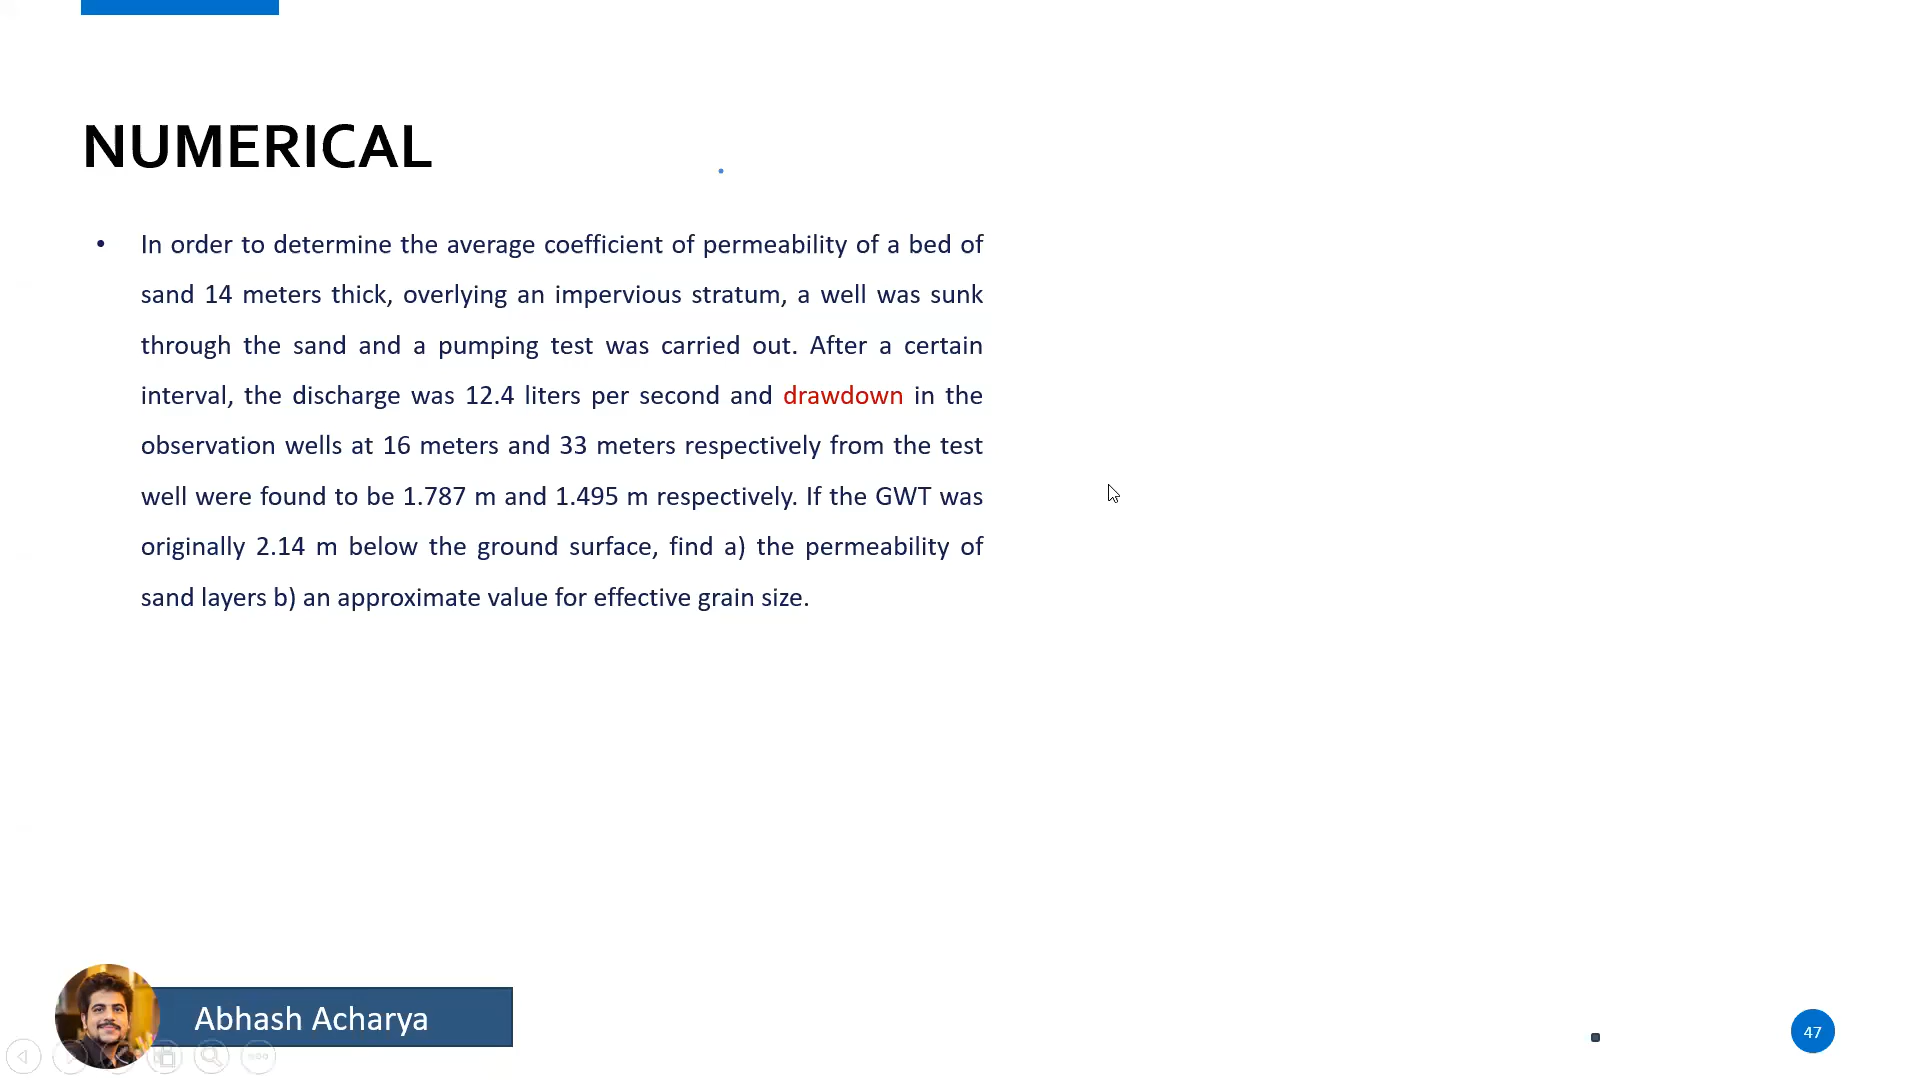 NUMERICAL
• In order to determine the average coefficient of permeability of a bed of
sand 14 meters thick, overlying an impervious stratum, a well was sunk
through the sand and a pumping test was carried out. After a certain
interval, the discharge was 12.4 liters per second and drawdown in the
observation wells at 16 meters and 33 meters respectively from the test
well were found to be 1.787 m and 1.495 m respectively. If the GWT was
originally 2.14 m below the ground surface, find a) the permeability of
sand layers b) an approximate value for effective grain size.
Abhash Acharya
47